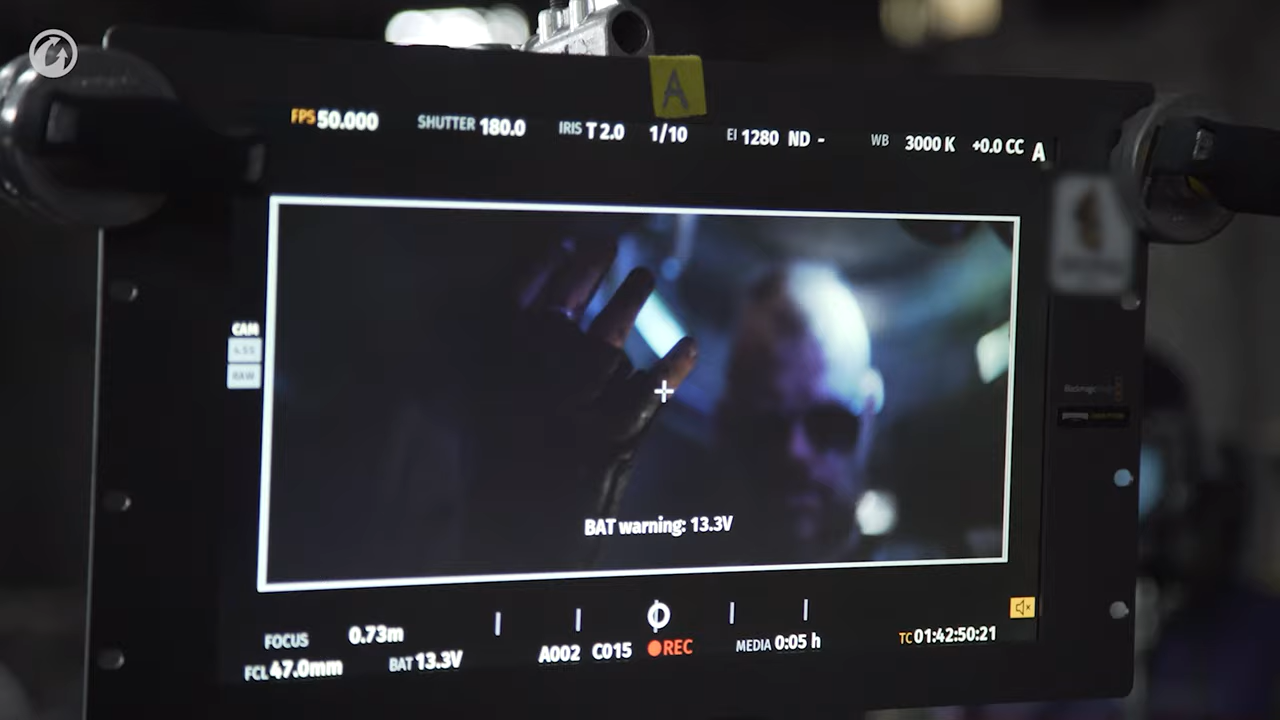 A
FPS 50.000 SHUTTER 180.0 IRIS T 2.0 1/10 EI 1280 ND - WB 3000 K +0.0 CC A
CAM
RAW
BAT warning: 13.3V
FOCUS 0.73m
FCL 47.0mm BAT 13.3V A002 C015 REC MEDIA 0:05 h TC 01:42:50:21